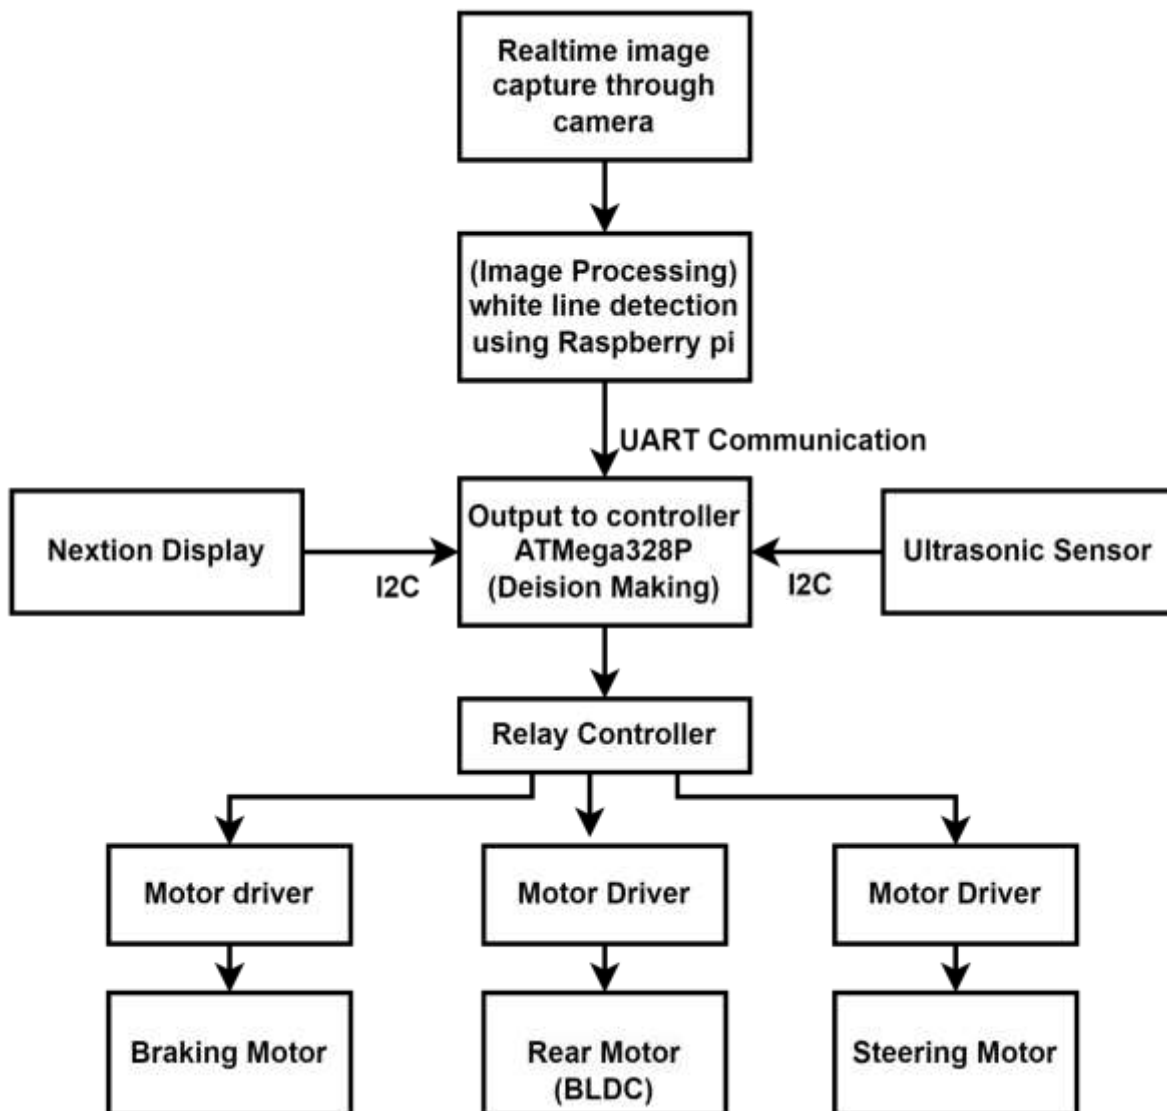 Realtime image
capture through
camera
(Image Processing)
white line detection
using Raspberry pi
UART Communication
Nextion Display
I2C
Output to controller
ATMega328P
(Deision Making)
I2C
Ultrasonic Sensor
Relay Controller
Motor driver
Motor Driver
Motor Driver
Braking Motor
Rear Motor
(BLDC)
Steering Motor